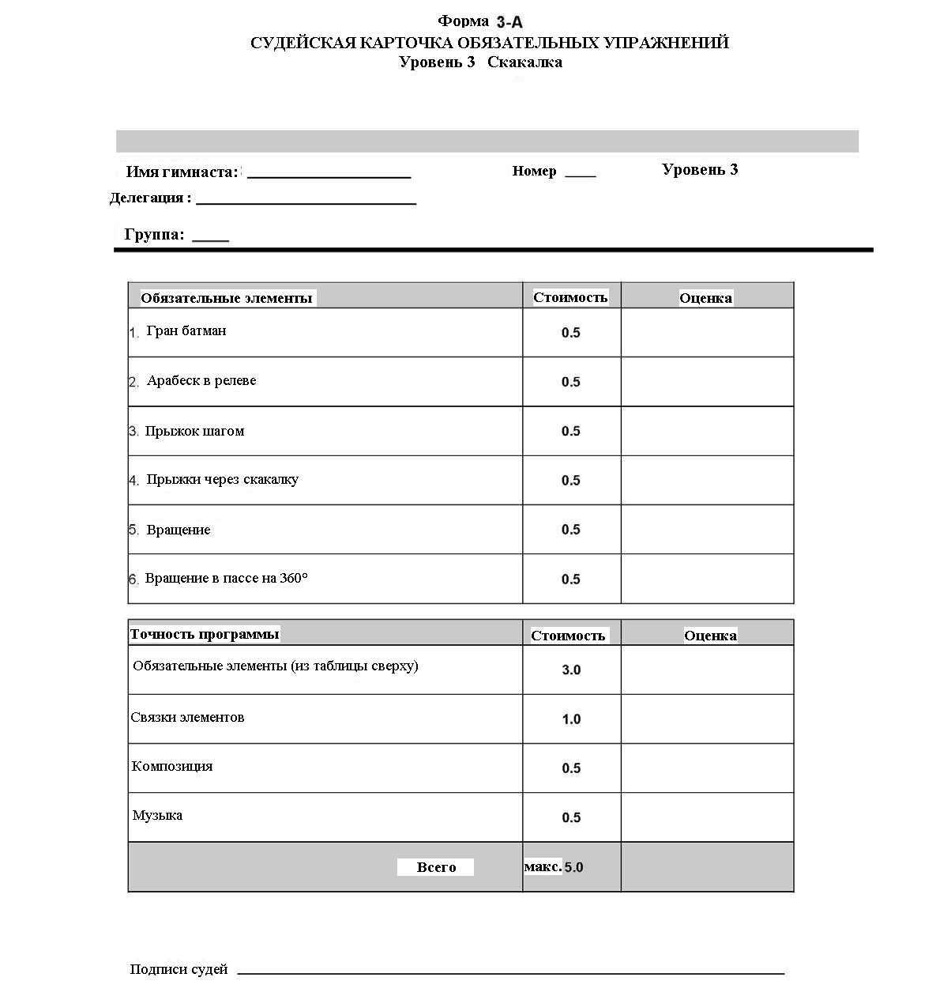 Форма 3-А
СУДЕЙСКАЯ КАРТОЧКА ОБЯЗАТЕЛЬНЫХ УПРАЖНЕНИЙ
Уровень 3 Скакалка
Имя гимнаста: Номер Уровень 3
Делегация :
Группа:
Обязательные элементы Стоимость Оценка
1. Гран батман 0.5
2. Арабеск в релеве 0.5
3. Прыжок шагом 0.5
4. Прыжки через скакалку 0.5
5. Вращение 0.5
6. Вращение в пассе на 360° 0.5
Точность программы Стоимость Оценка
Обязательные элементы (из таблицы сверху) 3.0
Связки элементов 1.0
Композиция 0.5
Музыка 0.5
Всего макс. 5.0
Подписи судей